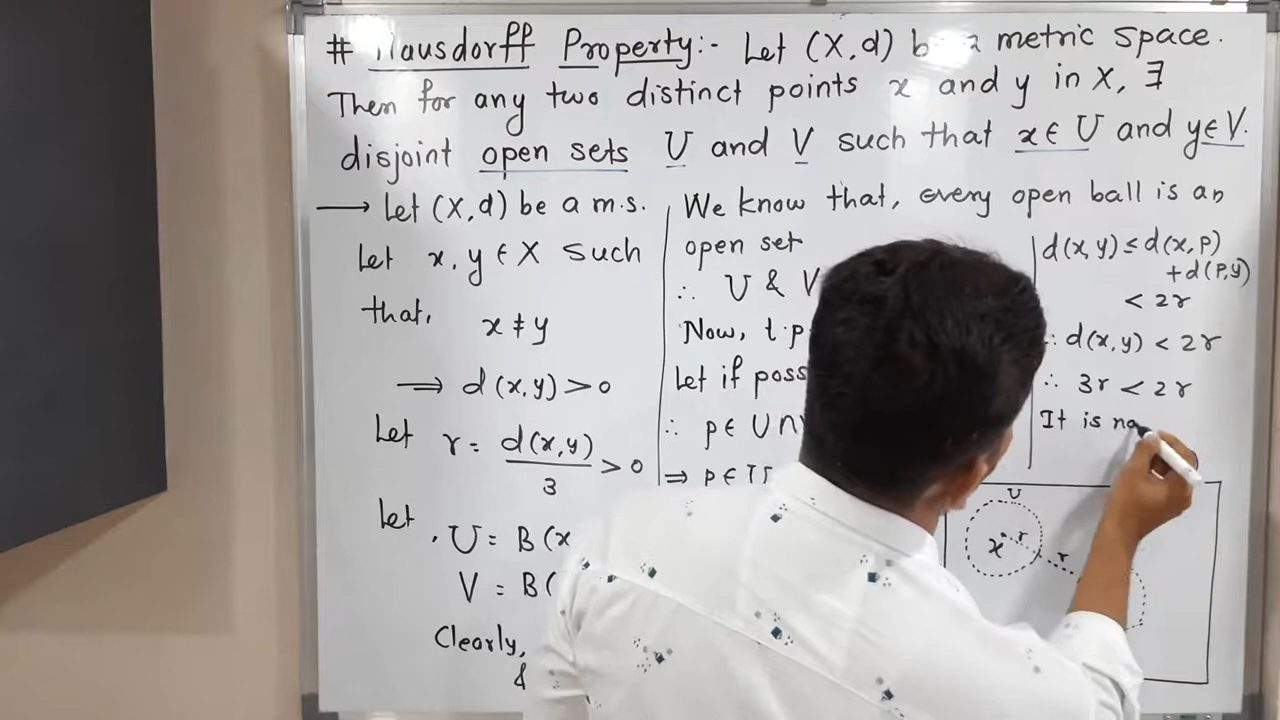 # Hausdorff Property:- Let (X,d) be a metric space.
Then for any two distinct points x and y in X, ∃
disjoint open sets U and V such that x∈U and y∈V.
⟶ Let (X,d) be a m.s.
Let x, y ∈ X such
that, x ≠ y
⟹ d(x,y) > 0
Let r = d(x,y)/3 > 0
let, U = B(x
V = B(
Clearly,
&
We know that, every open ball is an
open set
∴ U & V
Now, t.p
Let if poss
∴ p ∈ U ∩ V
⇒ p ∈ U
d(x,y) ≤ d(x,p)
+d(p,y)
< 2r
∴ d(x,y) < 2r
∴ 3r < 2r
It is no
U
x r r